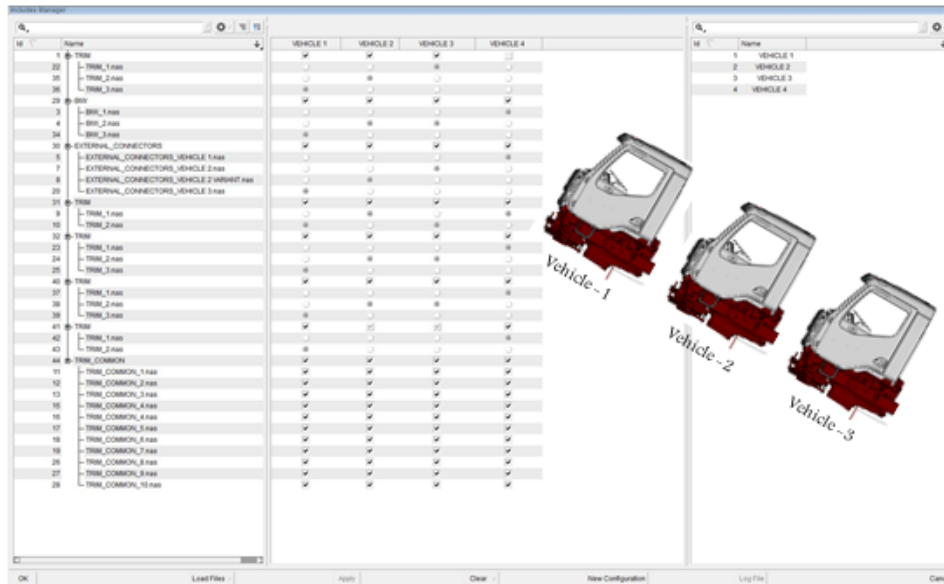 Includes Manager
Id Name VEHICLE 1 VEHICLE 2 VEHICLE 3 VEHICLE 4 Id Name
1 TRIM 1 VEHICLE 1
22 TRIM_1.nas 2 VEHICLE 2
35 TRIM_2.nas 3 VEHICLE 3
36 TRIM_3.nas 4 VEHICLE 4
29 BIW
3 BIW_1.nas
4 BIW_2.nas
34 BIW_3.nas
30 EXTERNAL_CONNECTORS
5 EXTERNAL_CONNECTORS_VEHICLE 1.nas
7 EXTERNAL_CONNECTORS_VEHICLE 2.nas
8 EXTERNAL_CONNECTORS_VEHICLE 2 VARIANT.nas
20 EXTERNAL_CONNECTORS_VEHICLE 3.nas
31 TRIM
9 TRIM_1.nas
10 TRIM_2.nas
32 TRIM
23 TRIM_1.nas
24 TRIM_2.nas
25 TRIM_3.nas
40 TRIM
37 TRIM_1.nas
38 TRIM_2.nas
39 TRIM_3.nas
41 TRIM
42 TRIM_1.nas
43 TRIM_2.nas
44 TRIM_COMMON
11 TRIM_COMMON_1.nas
12 TRIM_COMMON_2.nas
13 TRIM_COMMON_3.nas
15 TRIM_COMMON_4.nas
16 TRIM_COMMON_4.nas
17 TRIM_COMMON_5.nas
18 TRIM_COMMON_6.nas
19 TRIM_COMMON_7.nas
26 TRIM_COMMON_8.nas
27 TRIM_COMMON_9.nas
28 TRIM_COMMON_10.nas
Vehicle - 1
Vehicle - 2
Vehicle - 3
OK Load Files Apply Clear New Configuration Log File Can